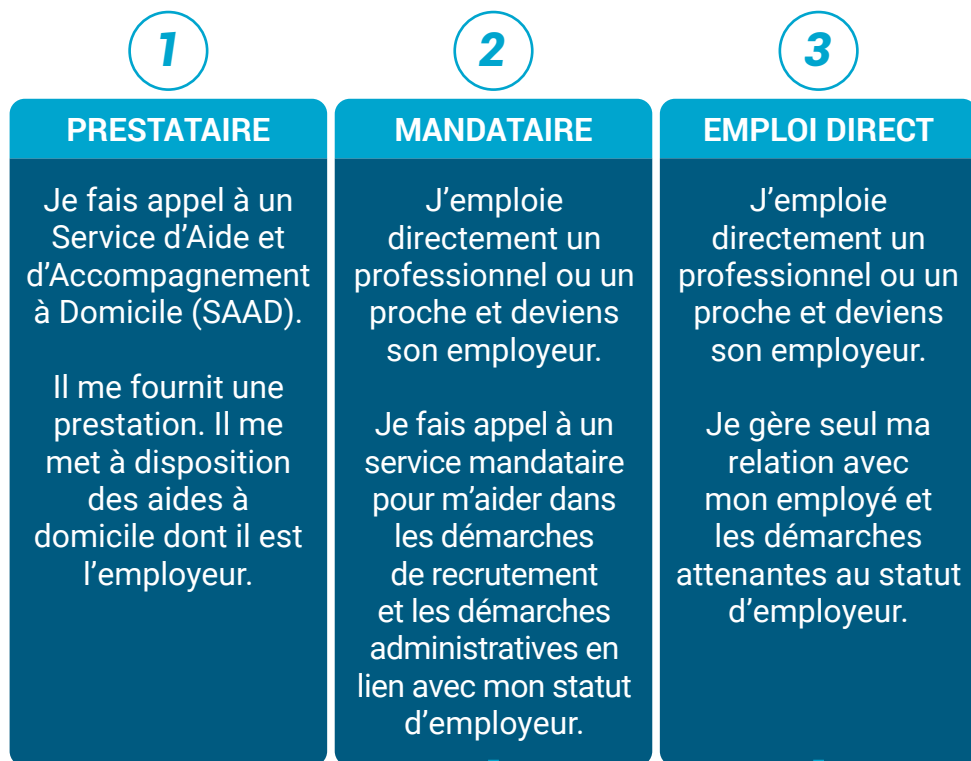 1
PRESTATAIRE
Je fais appel à un
Service d’Aide et
d’Accompagnement
à Domicile (SAAD).
Il me fournit une
prestation. Il me
met à disposition
des aides à
domicile dont il est
l’employeur.
2
MANDATAIRE
J’emploie
directement un
professionnel ou un
proche et deviens
son employeur.
Je fais appel à un
service mandataire
pour m’aider dans
les démarches
de recrutement
et les démarches
administratives en
lien avec mon statut
d’employeur.
3
EMPLOI DIRECT
J’emploie
directement un
professionnel ou un
proche et deviens
son employeur.
Je gère seul ma
relation avec
mon employé et
les démarches
attenantes au statut
d’employeur.